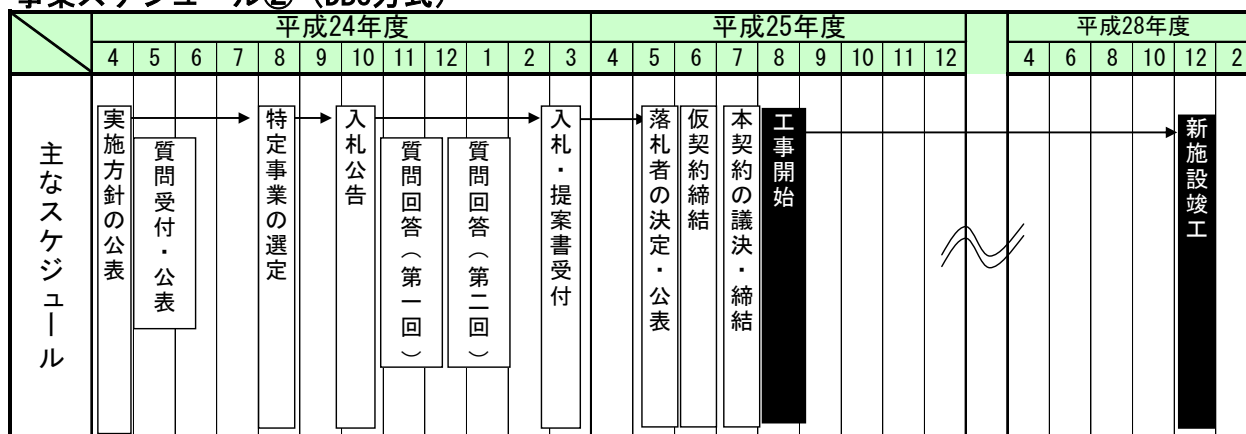 事業スケジュール②（DBO方式）
平成24年度 平成25年度 平成28年度
4 5 6 7 8 9 10 11 12 1 2 3 4 5 6 7 8 9 10 11 12 4 6 8 10 12 2
主なスケジュール
実施方針の公表
質問受付・公表
特定事業の選定
入札公告
質問回答（第一回）
質問回答（第二回）
入札・提案書受付
落札者の決定・公表
仮契約締結
本契約の議決・締結
工事開始
新施設竣工